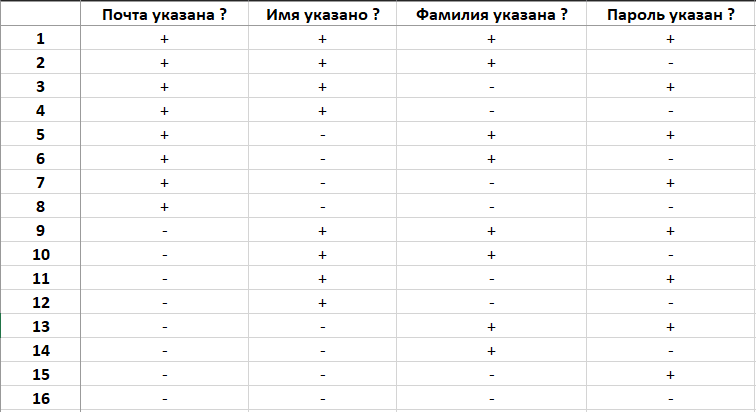 Почта указана ? Имя указано ? Фамилия указана ? Пароль указан ?
1 + + + +
2 + + + -
3 + + - +
4 + + - -
5 + - + +
6 + - + -
7 + - - +
8 + - - -
9 - + + +
10 - + + -
11 - + - +
12 - + - -
13 - - + +
14 - - + -
15 - - - +
16 - - - -